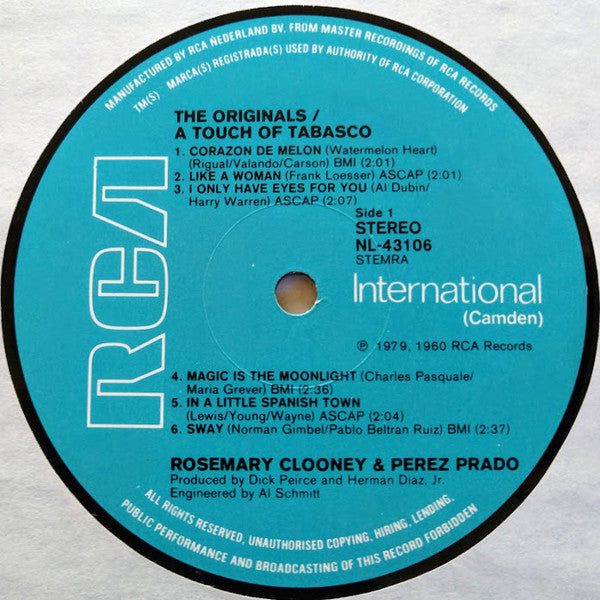 MANUFACTURED BY RCA NEDERLAND BV. FROM MASTER RECORDINGS OF RCA RECORDS
TM(S) MARCA(S) REGISTRADA(S) USED BY AUTHORITY OF RCA CORPORATION
THE ORIGINALS /
A TOUCH OF TABASCO
1. CORAZON DE MELON (Watermelon Heart)
(Rigual/Valando/Carson) BMI (2:01)
2. LIKE A WOMAN (Frank Loesser) ASCAP (2:01)
3. I ONLY HAVE EYES FOR YOU (Al Dubin/
Harry Warren) ASCAP (2:07)
Side 1
STEREO
NL-43106
STEMRA
RCA
International
(Camden)
℗ 1979, 1960 RCA Records
4. MAGIC IS THE MOONLIGHT (Charles Pasquale/
Maria Grever) BMI (2:36)
5. IN A LITTLE SPANISH TOWN
(Lewis/Young/Wayne) ASCAP (2:04)
6. SWAY (Norman Gimbel/Pablo Beltran Ruiz) BMI (2:37)
ROSEMARY CLOONEY & PEREZ PRADO
Produced by Dick Peirce and Herman Diaz, Jr.
Engineered by Al Schmitt
ALL RIGHTS RESERVED, UNAUTHORISED COPYING, HIRING, LENDING,
PUBLIC PERFORMANCE AND BROADCASTING OF THIS RECORD FORBIDDEN